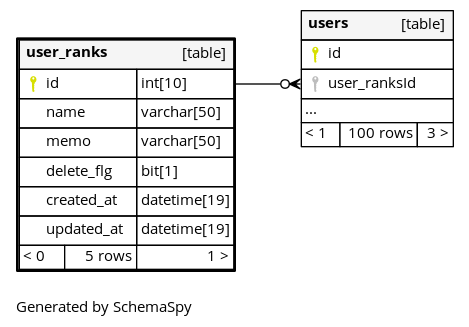 user_ranks [table]
id int[10]
name varchar[50]
memo varchar[50]
delete_flg bit[1]
created_at datetime[19]
updated_at datetime[19]
< 0 5 rows 1 >
users [table]
id
user_ranksId
...
< 1 100 rows 3 >
Generated by SchemaSpy